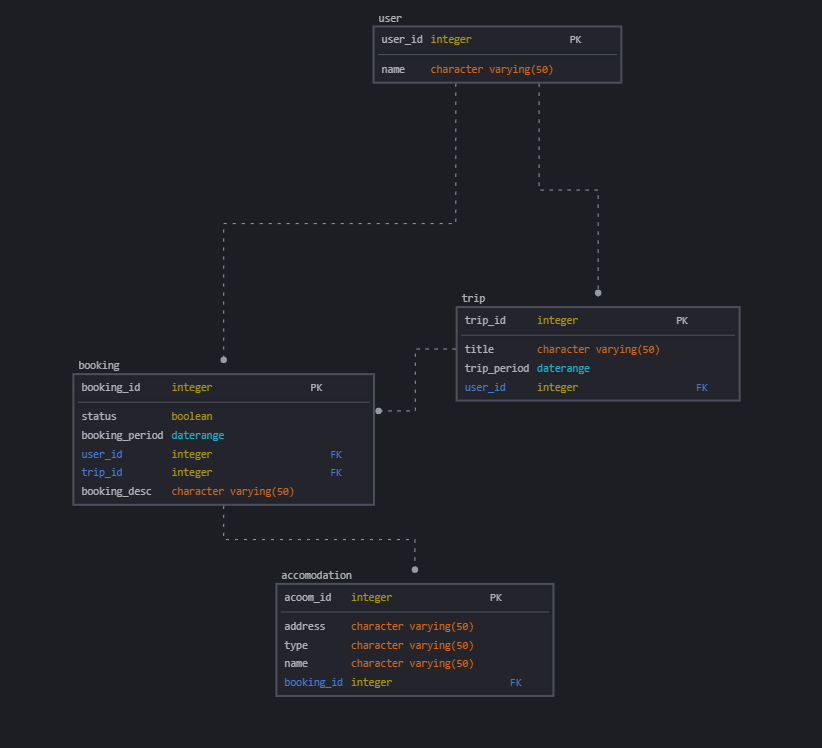 user
user_id integer PK
name character varying(50)
trip
trip_id integer PK
title character varying(50)
trip_period daterange
user_id integer FK
booking
booking_id integer PK
status boolean
booking_period daterange
user_id integer FK
trip_id integer FK
booking_desc character varying(50)
accomodation
acoom_id integer PK
address character varying(50)
type character varying(50)
name character varying(50)
booking_id integer FK